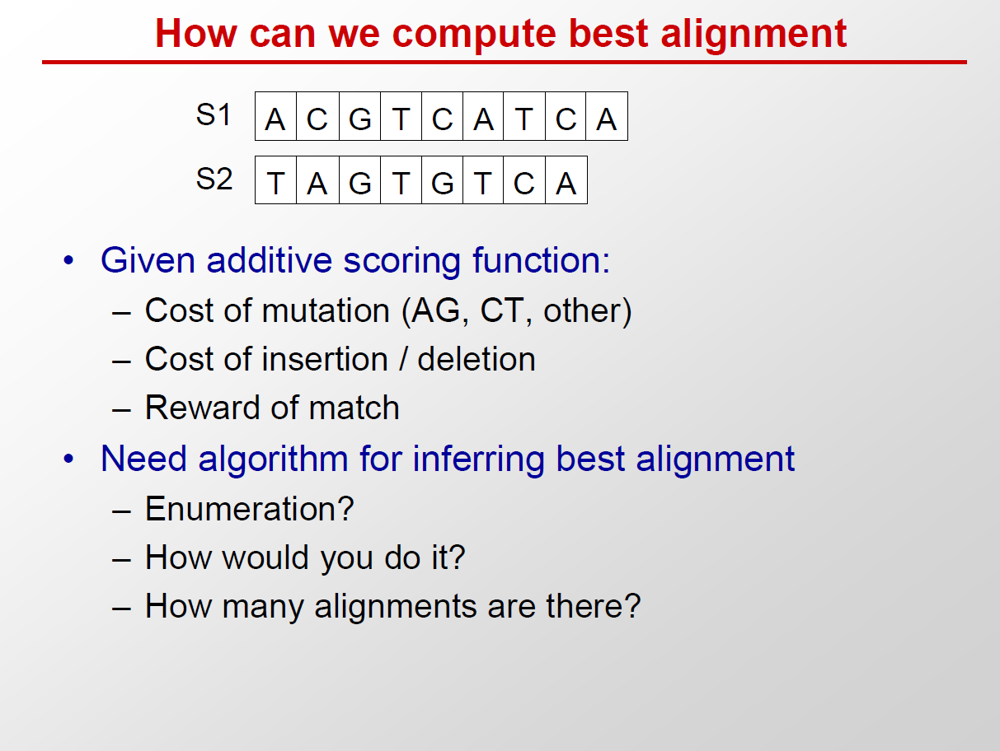 How can we compute best alignment
S1 A C G T C A T C A
S2 T A G T G T C A
• Given additive scoring function:
– Cost of mutation (AG, CT, other)
– Cost of insertion / deletion
– Reward of match
• Need algorithm for inferring best alignment
– Enumeration?
– How would you do it?
– How many alignments are there?